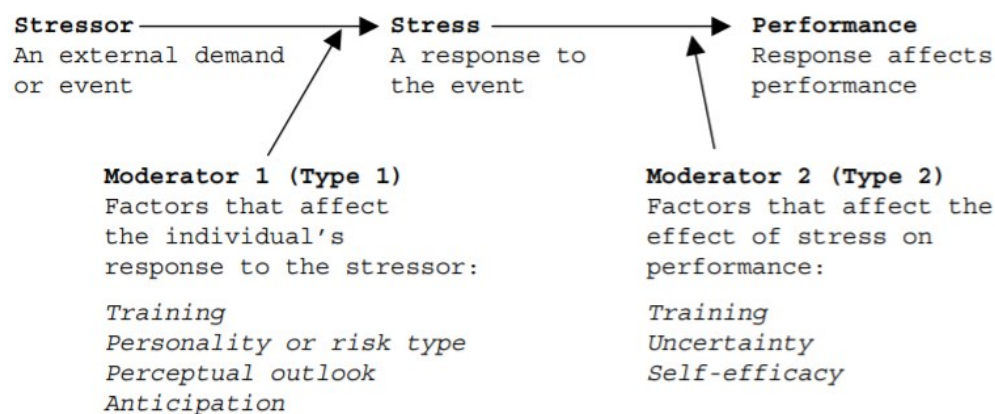 Stressor
An external demand
or event
Stress
A response to
the event
Performance
Response affects
performance
Moderator 1 (Type 1)
Factors that affect
the individual's
response to the stressor:
Training
Personality or risk type
Perceptual outlook
Anticipation
Moderator 2 (Type 2)
Factors that affect the
effect of stress on
performance:
Training
Uncertainty
Self-efficacy